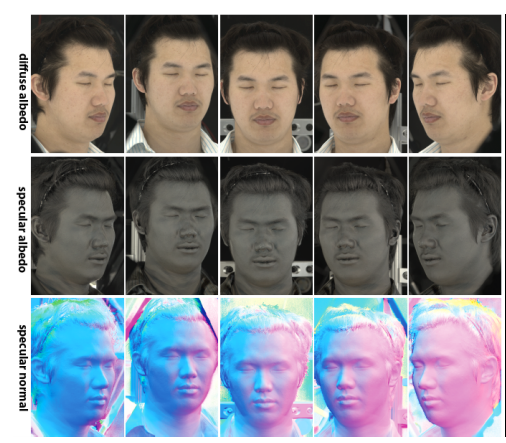 diffuse albedo
specular albedo
specular normal